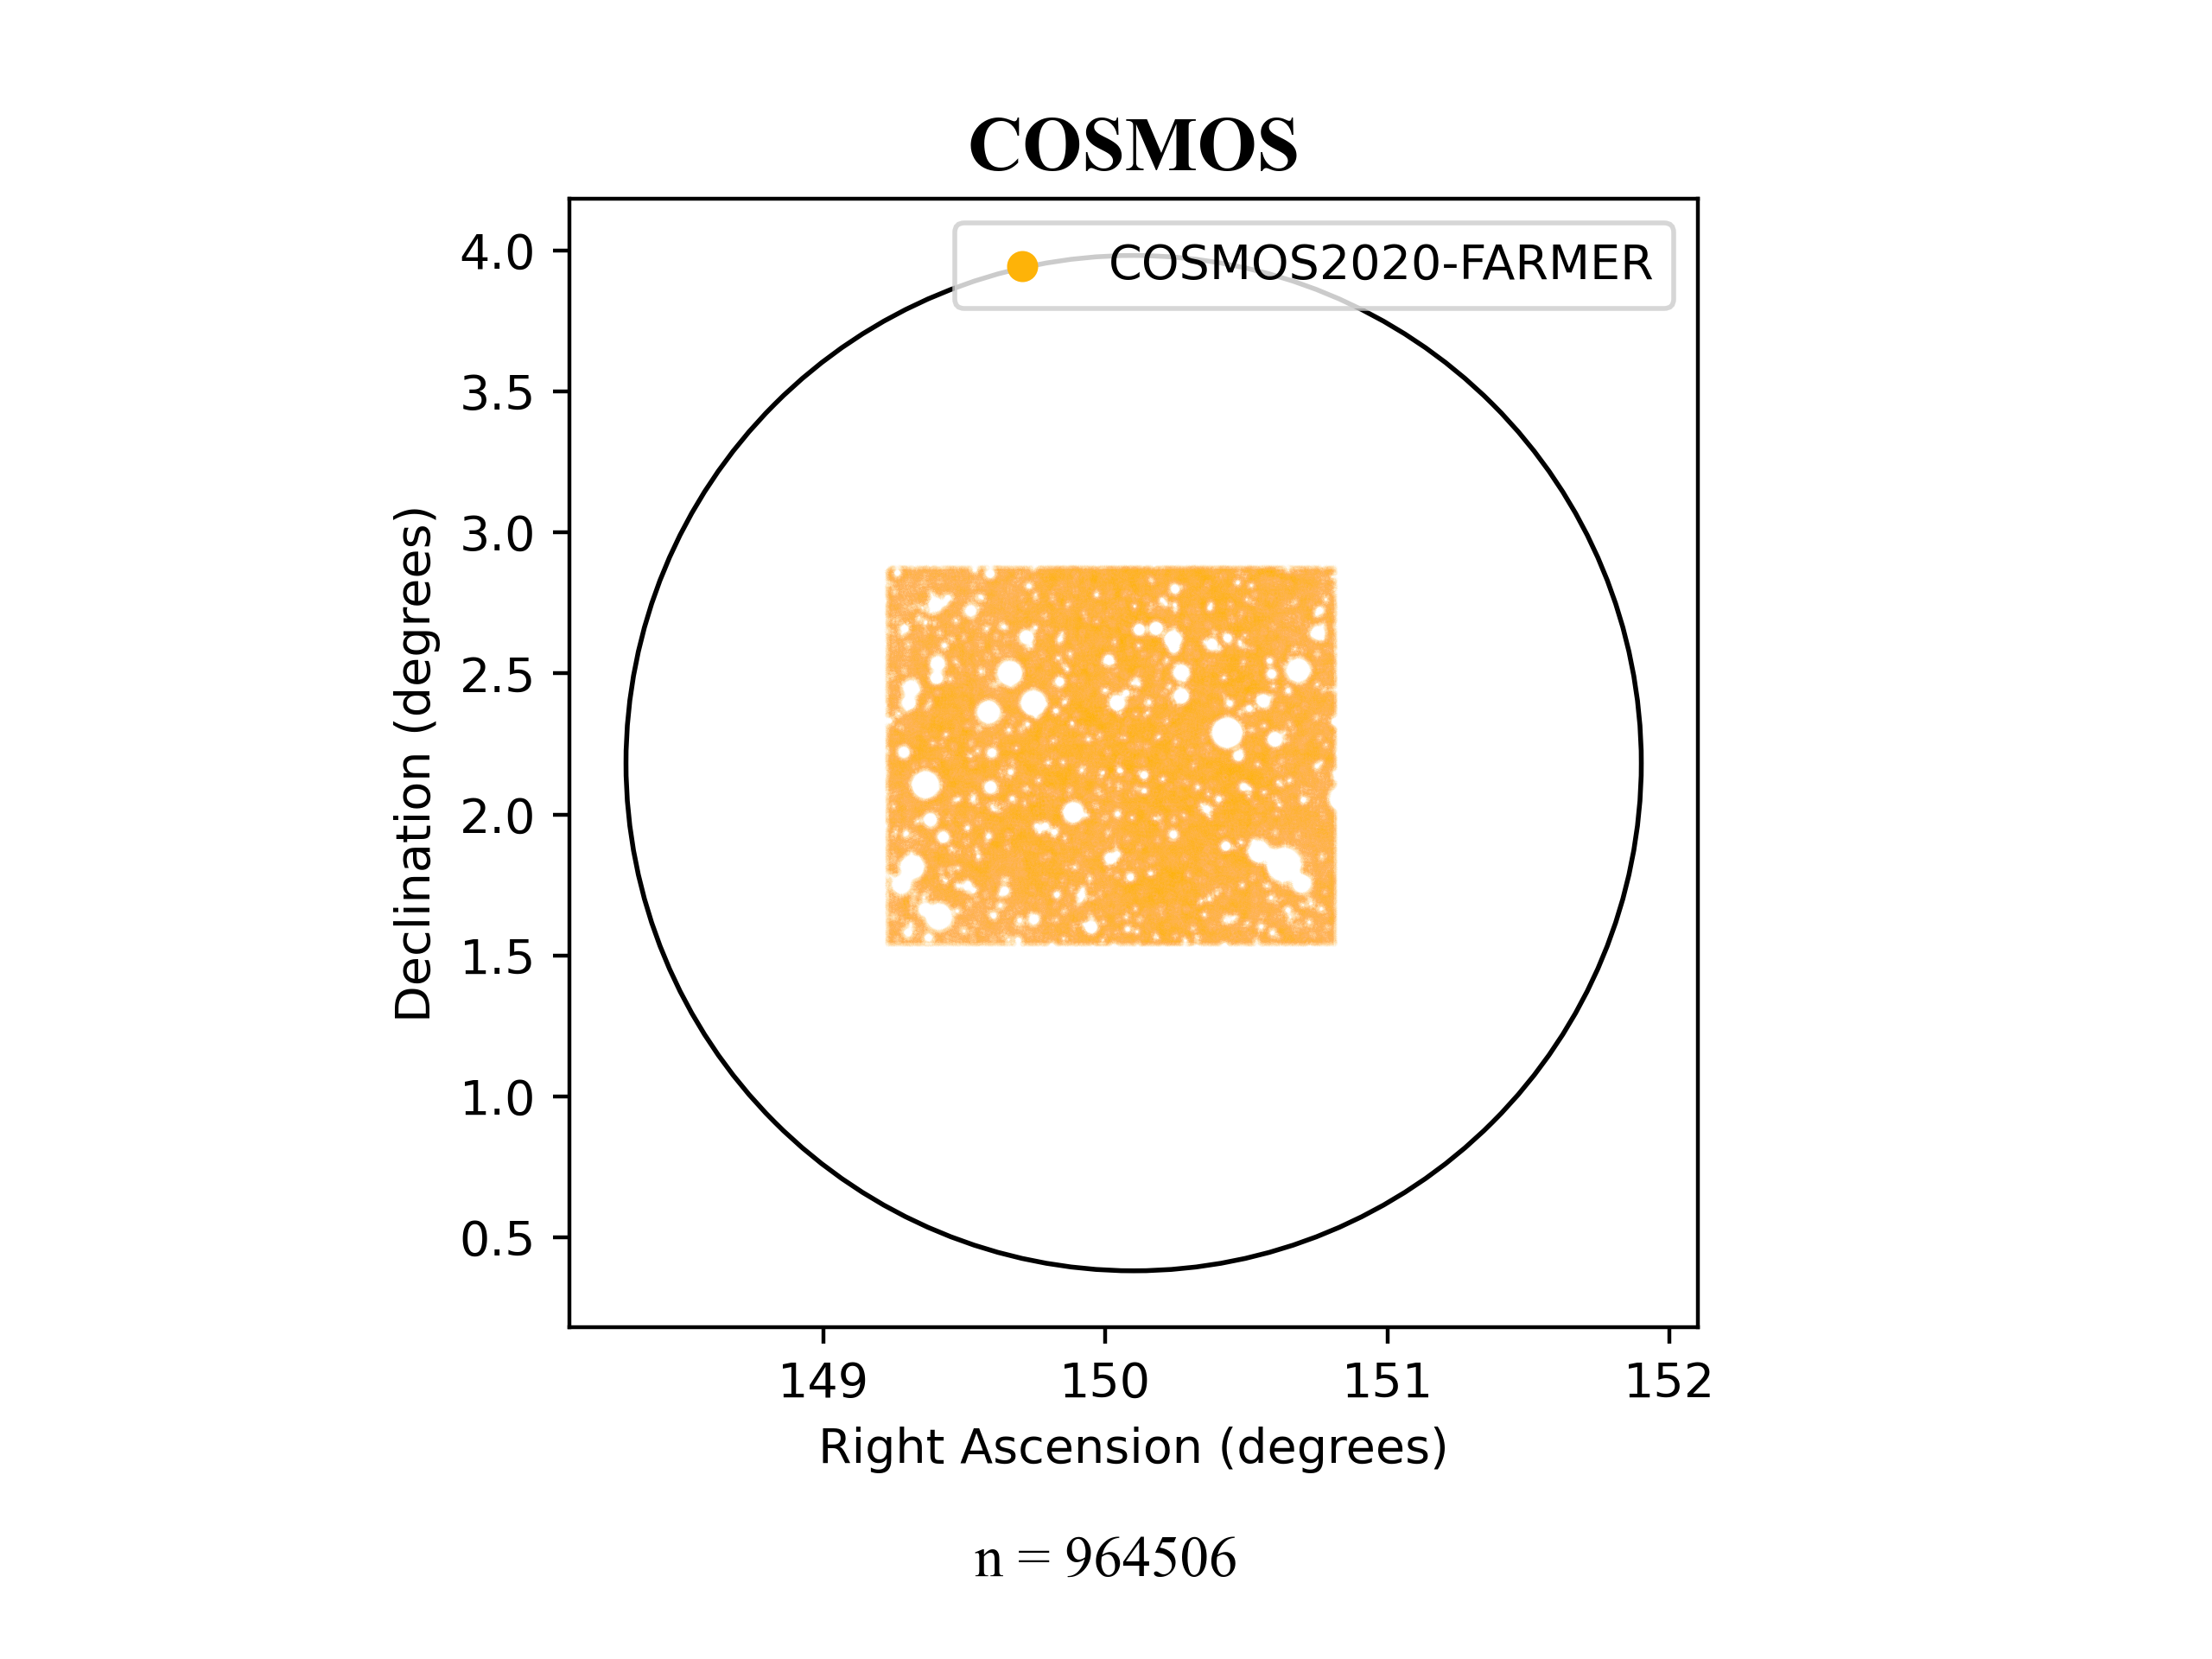 COSMOS
COSMOS2020-FARMER
4.0
3.5
3.0
2.5
2.0
1.5
1.0
0.5
Declination (degrees)
149 150 151 152
Right Ascension (degrees)
n = 964506